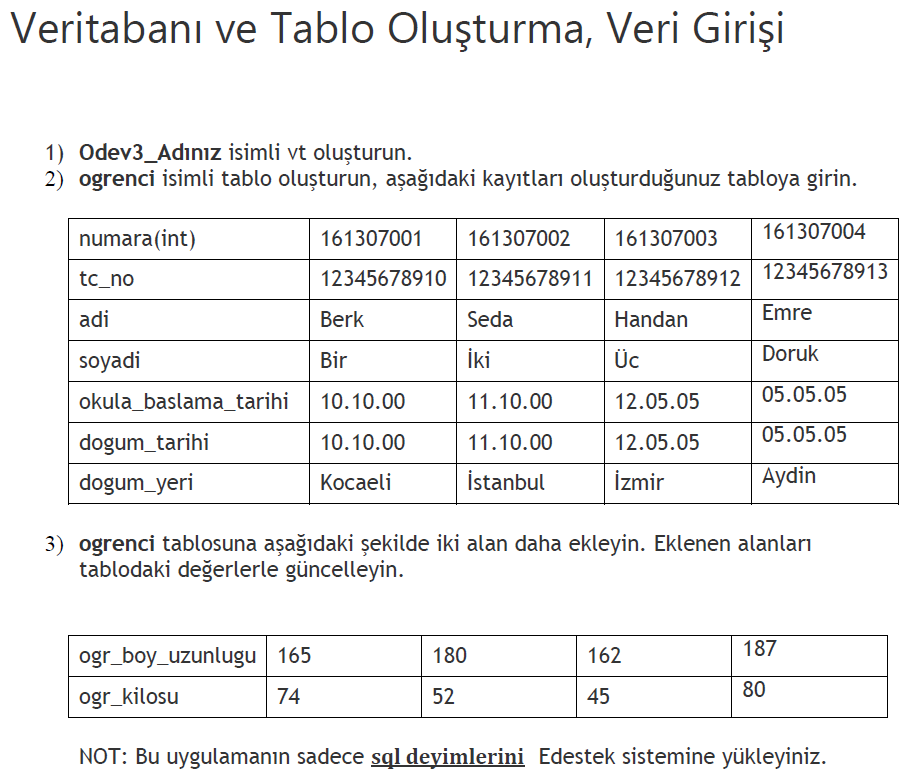 Veritabanı ve Tablo Oluşturma, Veri Girişi
1) Odev3_Adınız isimli vt oluşturun.
2) ogrenci isimli tablo oluşturun, aşağıdaki kayıtları oluşturduğunuz tabloya girin.
numara(int) 161307001 161307002 161307003 161307004
tc_no 12345678910 12345678911 12345678912 12345678913
adi Berk Seda Handan Emre
soyadi Bir İki Üc Doruk
okula_baslama_tarihi 10.10.00 11.10.00 12.05.05 05.05.05
dogum_tarihi 10.10.00 11.10.00 12.05.05 05.05.05
dogum_yeri Kocaeli İstanbul İzmir Aydin
3) ogrenci tablosuna aşağıdaki şekilde iki alan daha ekleyin. Eklenen alanları
tablodaki değerlerle güncelleyin.
ogr_boy_uzunlugu 165 180 162 187
ogr_kilosu 74 52 45 80
NOT: Bu uygulamanın sadece sql deyimlerini Edestek sistemine yükleyiniz.